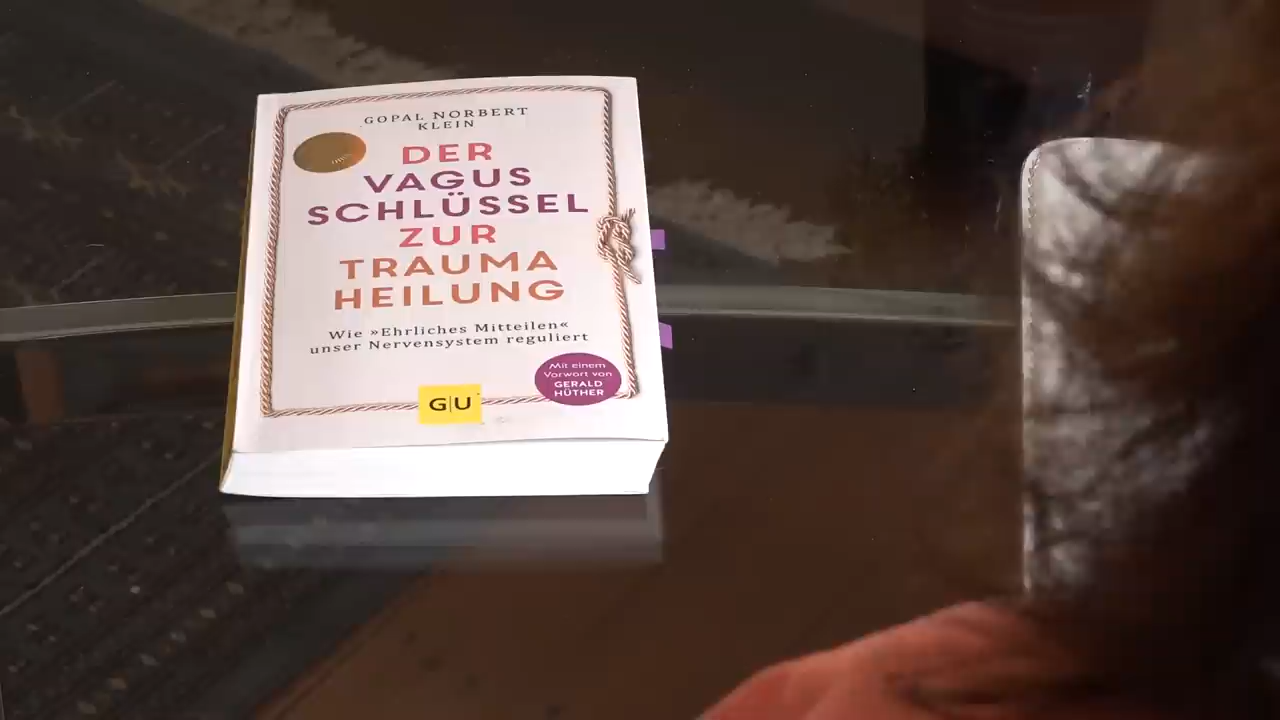 GOPAL NORBERT
KLEIN
DER
VAGUS
SCHLÜSSEL
ZUR
TRAUMA
HEILUNG
Wie »Ehrliches Mitteilen«
unser Nervensystem reguliert
Mit einem
Vorwort von
GERALD
HÜTHER
G|U